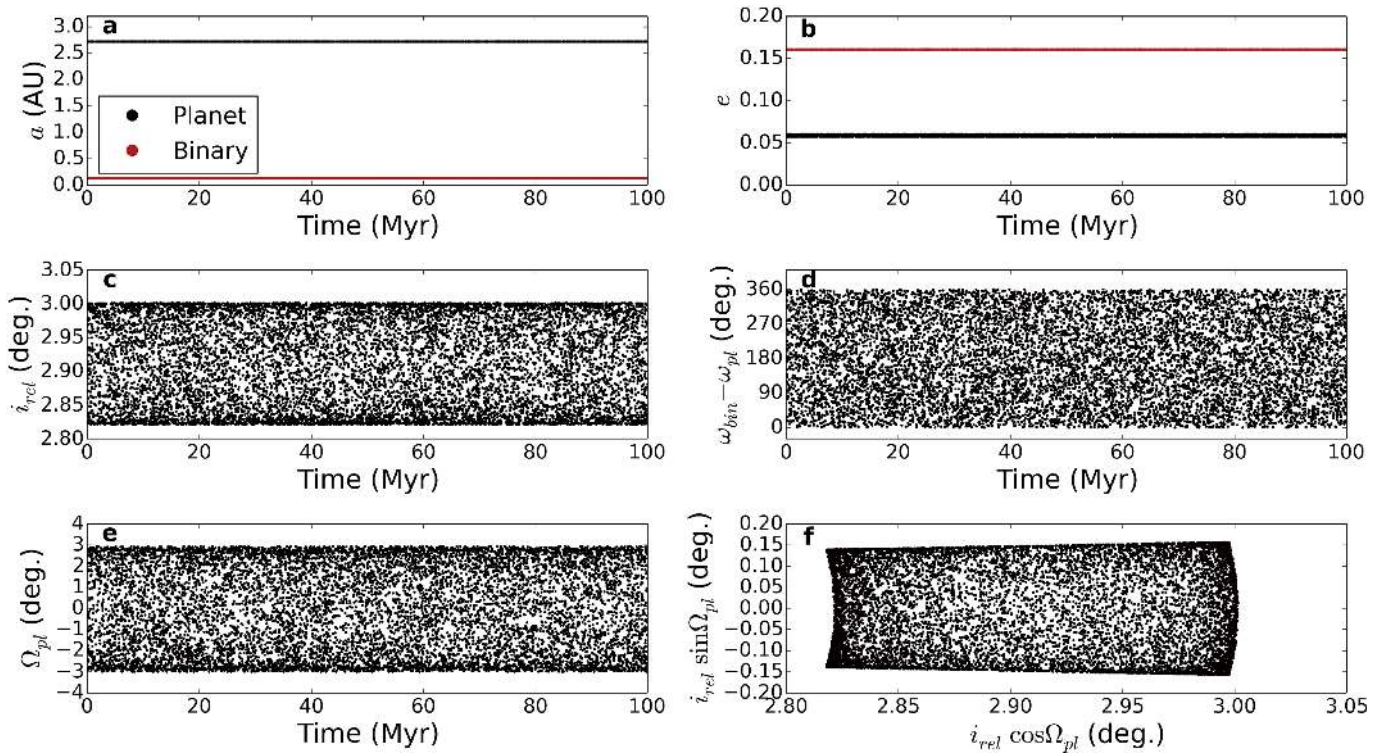 a
3.0
2.5
2.0
1.5
1.0
0.5
0.0
a (AU)
Planet
Binary
0 20 40 60 80 100
Time (Myr)
b
0.20
0.15
0.10
0.05
0.00
e
0 20 40 60 80 100
Time (Myr)
c
3.05
3.00
2.95
2.90
2.85
2.80
i_rel (deg.)
0 20 40 60 80 100
Time (Myr)
d
360
270
180
90
0
ω_bin−ω_pl (deg.)
0 20 40 60 80 100
Time (Myr)
e
4
3
2
1
0
−1
−2
−3
−4
Ω_pl (deg.)
0 20 40 60 80 100
Time (Myr)
f
0.20
0.15
0.10
0.05
0.00
−0.05
−0.10
−0.15
−0.20
i_rel sinΩ_pl (deg.)
2.80 2.85 2.90 2.95 3.00 3.05
i_rel cosΩ_pl (deg.)